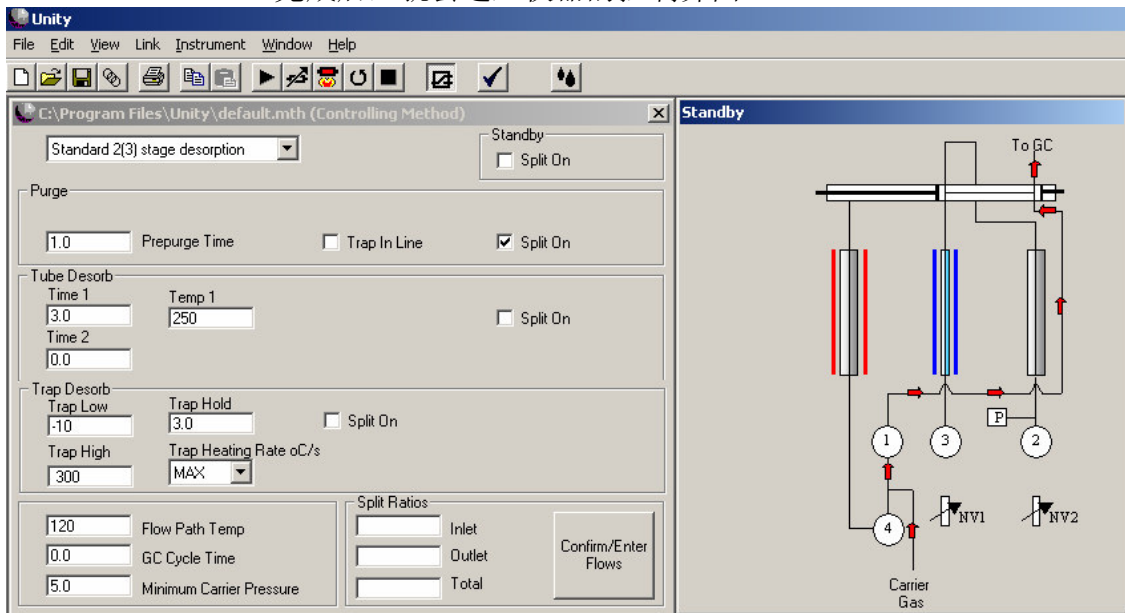 Unity
File Edit View Link Instrument Window Help
C:\Program Files\Unity\default.mth (Controlling Method)
Standard 2(3) stage desorption
Standby
Split On
Purge
1.0 Prepurge Time Trap In Line Split On
Tube Desorb
Time 1 Temp 1
3.0 250 Split On
Time 2
0.0
Trap Desorb
Trap Low Trap Hold
-10 3.0 Split On
Trap High Trap Heating Rate oC/s
300 MAX
Split Ratios
120 Flow Path Temp Inlet
0.0 GC Cycle Time Outlet
5.0 Minimum Carrier Pressure Total
Confirm/Enter
Flows
Standby
To GC
P
1 3 2
4 NV1 NV2
Carrier
Gas